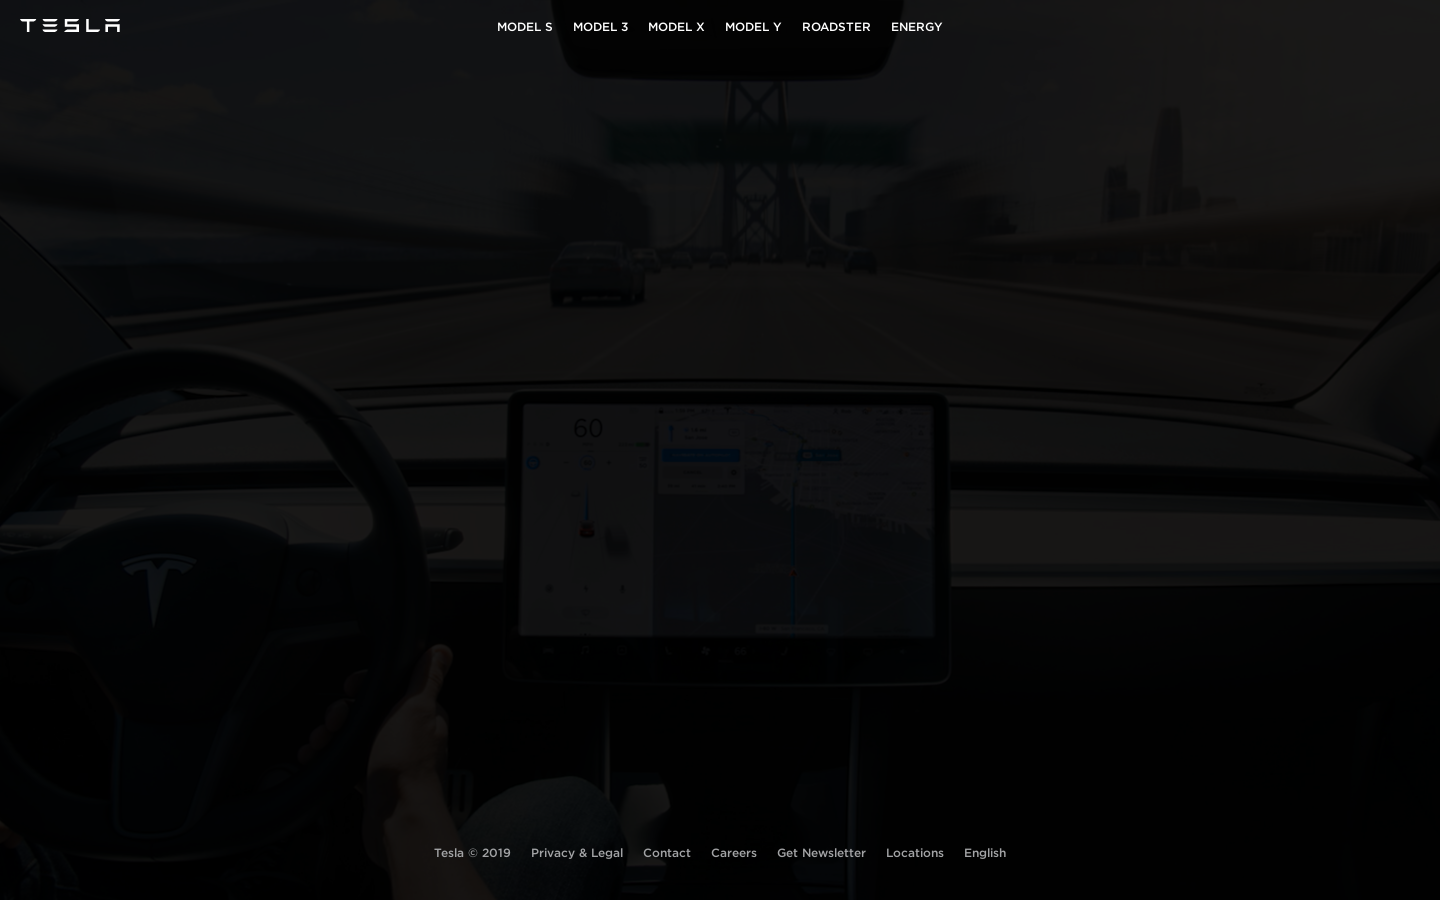 TESLA
MODEL S MODEL 3 MODEL X MODEL Y ROADSTER ENERGY
60
Tesla © 2019 Privacy & Legal Contact Careers Get Newsletter Locations English